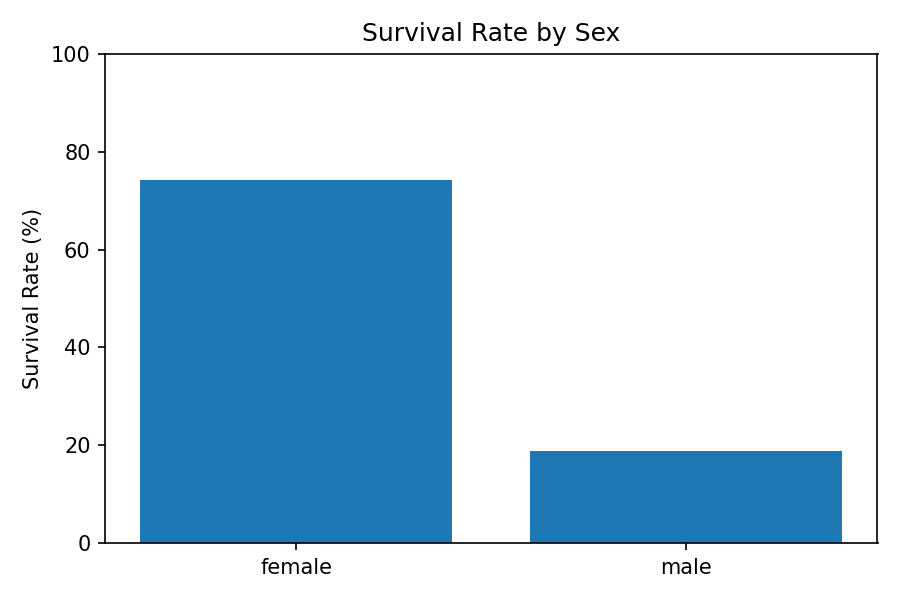 Survival Rate by Sex
100
80
60
40
20
0
Survival Rate (%)
female
male